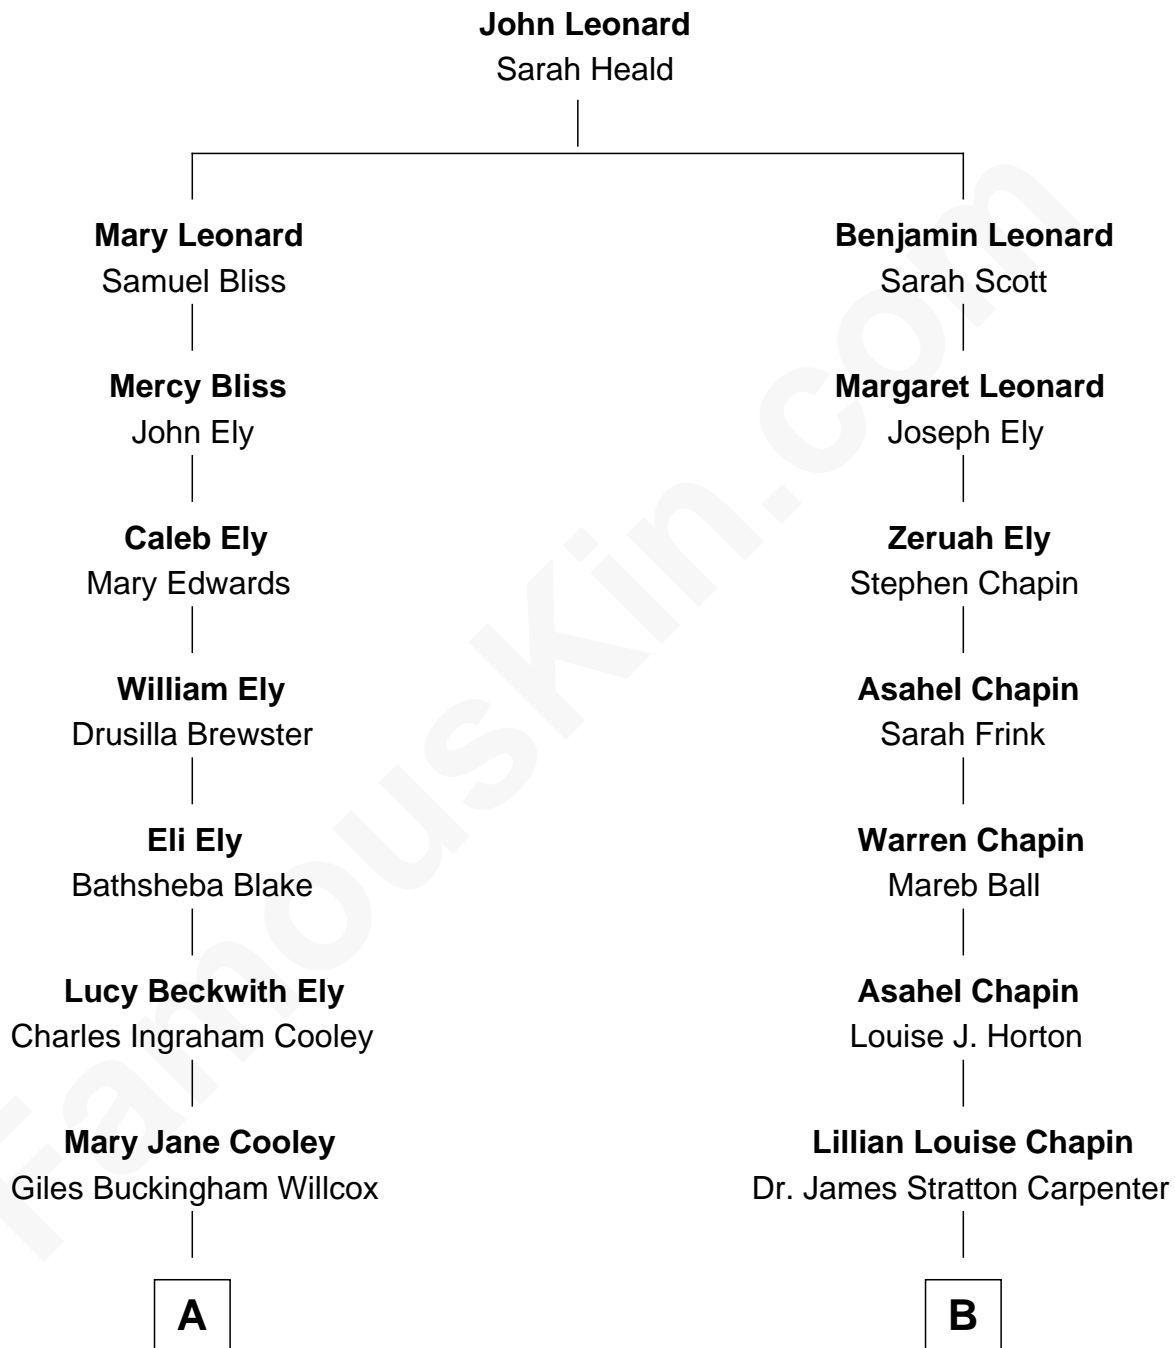 John Leonard
Sarah Heald
Mary Leonard
Samuel Bliss
Benjamin Leonard
Sarah Scott
Mercy Bliss
John Ely
Margaret Leonard
Joseph Ely
Caleb Ely
Mary Edwards
Zeruah Ely
Stephen Chapin
William Ely
Drusilla Brewster
Asahel Chapin
Sarah Frink
Eli Ely
Bathsheba Blake
Warren Chapin
Mareb Ball
Lucy Beckwith Ely
Charles Ingraham Cooley
Asahel Chapin
Louise J. Horton
Mary Jane Cooley
Giles Buckingham Willcox
Lillian Louise Chapin
Dr. James Stratton Carpenter
A
B
FamousKin.com